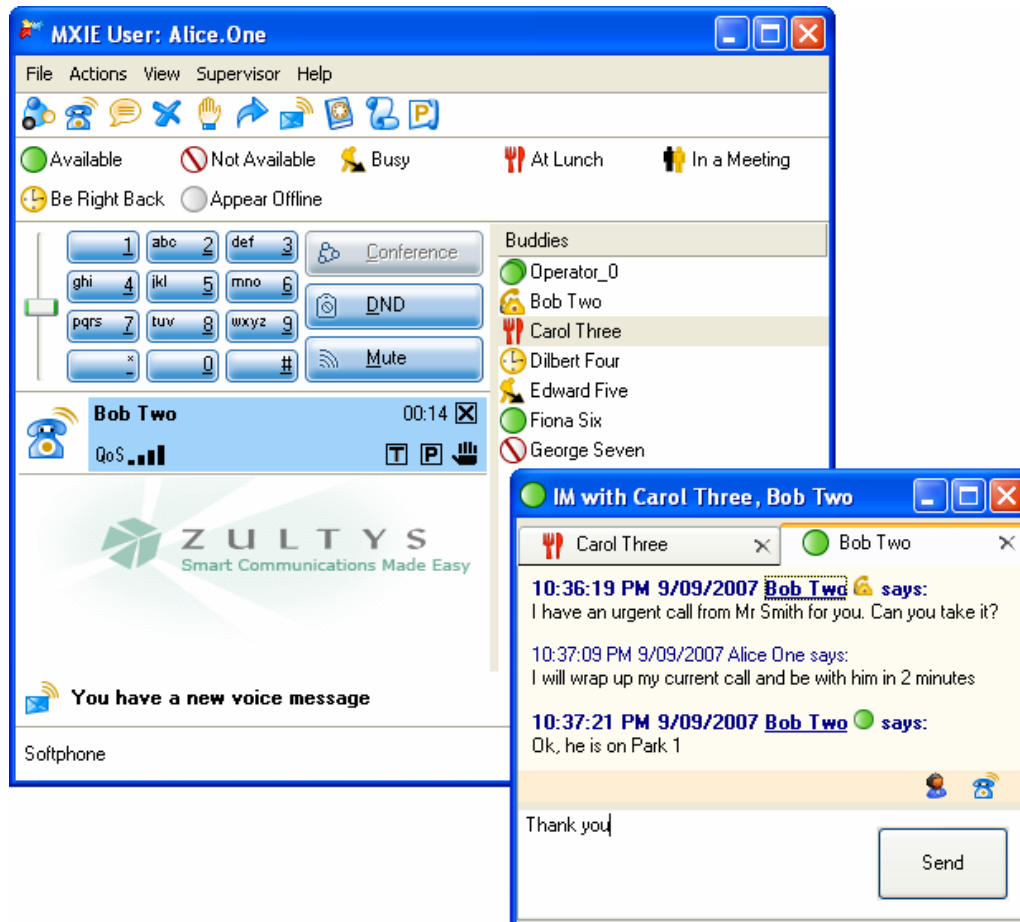 MXIE User: Alice.One
File Actions View Supervisor Help
P
Available Not Available Busy At Lunch In a Meeting
Be Right Back Appear Offline
1 abc 2 def 3 Conference
ghi 4 jkl 5 mno 6 DND
pqrs 7 tuv 8 wxyz 9 Mute
* 0 #
Bob Two 00:14
QoS T P
ZULTYS
Smart Communications Made Easy
You have a new voice message
Softphone
Buddies
Operator_0
Bob Two
Carol Three
Dilbert Four
Edward Five
Fiona Six
George Seven
IM with Carol Three, Bob Two
Carol Three Bob Two
10:36:19 PM 9/09/2007 Bob Two says:
I have an urgent call from Mr Smith for you. Can you take it?
10:37:09 PM 9/09/2007 Alice One says:
I will wrap up my current call and be with him in 2 minutes
10:37:21 PM 9/09/2007 Bob Two says:
Ok, he is on Park 1
Thank you
Send